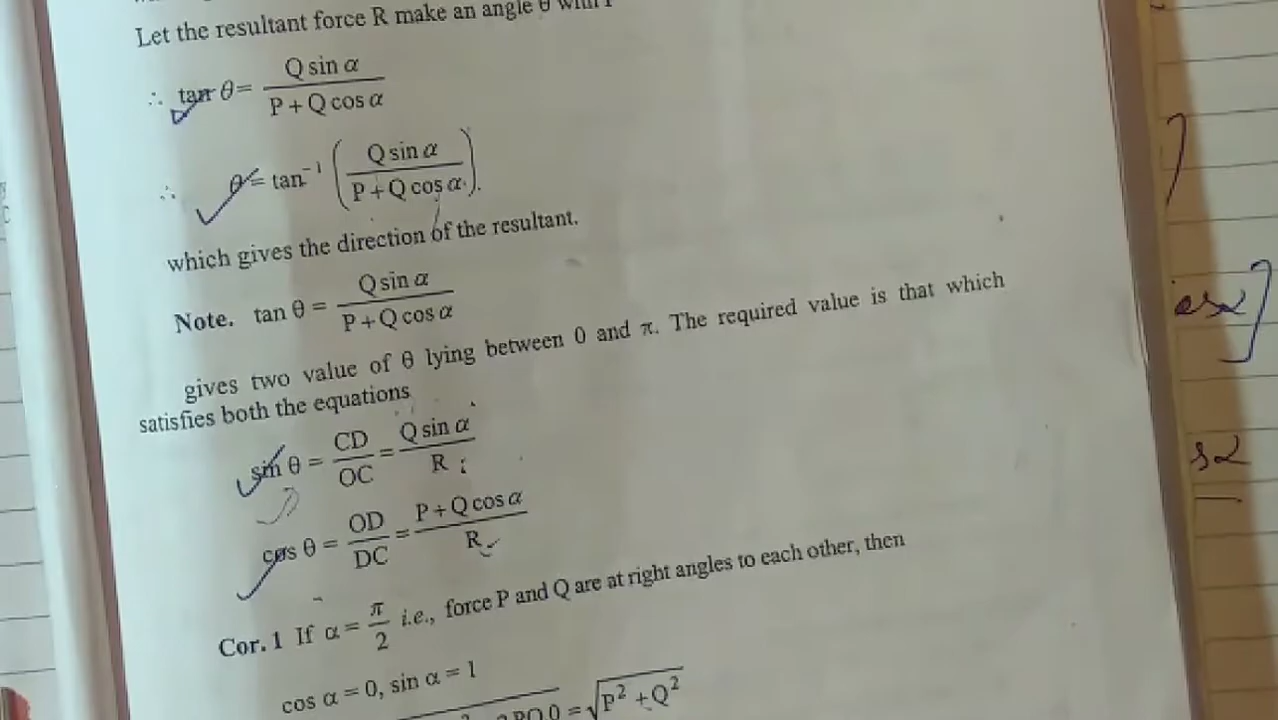 Let the resultant force R make an angle θ with P
∴ tan θ = Q sin α / P + Q cos α
∴ θ = tan⁻¹ ( Q sin α / P + Q cos α ).
which gives the direction of the resultant.
Note. tan θ = Q sin α / P + Q cos α
gives two value of θ lying between 0 and π. The required value is that which
satisfies both the equations
sin θ = CD / OC = Q sin α / R ;
cos θ = OD / DC = P + Q cos α / R
Cor. 1 If α = π / 2 i.e., force P and Q are at right angles to each other, then
cos α = 0, sin α = 1
= √P² + Q²